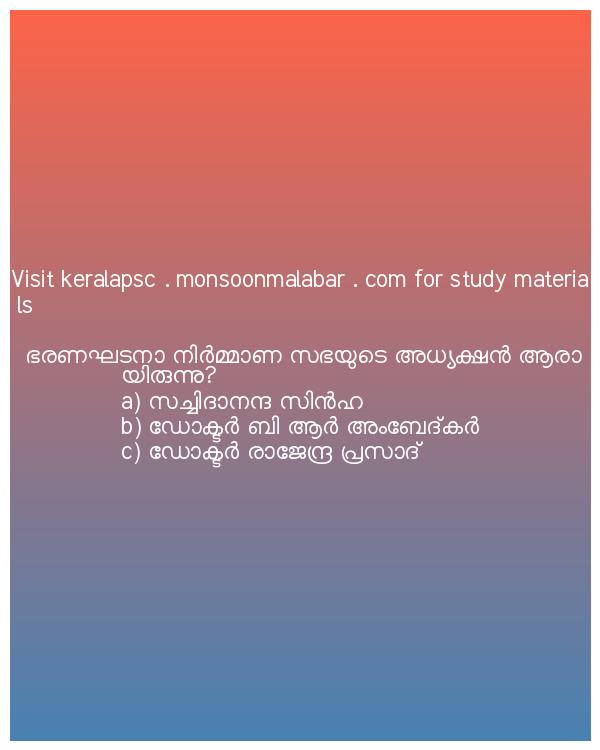 Visit keralapsc . monsoonmalabar . com for study materia
ls
ഭരണഘടനാ നിർമ്മാണ സഭയുടെ അധ്യക്ഷൻ ആരാ
യിരുന്നു?
a) സച്ചിദാനന്ദ സിൻഹ
b) ഡോക്ടർ ബി ആർ അംബേദ്കർ
c) ഡോക്ടർ രാജേന്ദ്ര പ്രസാദ്